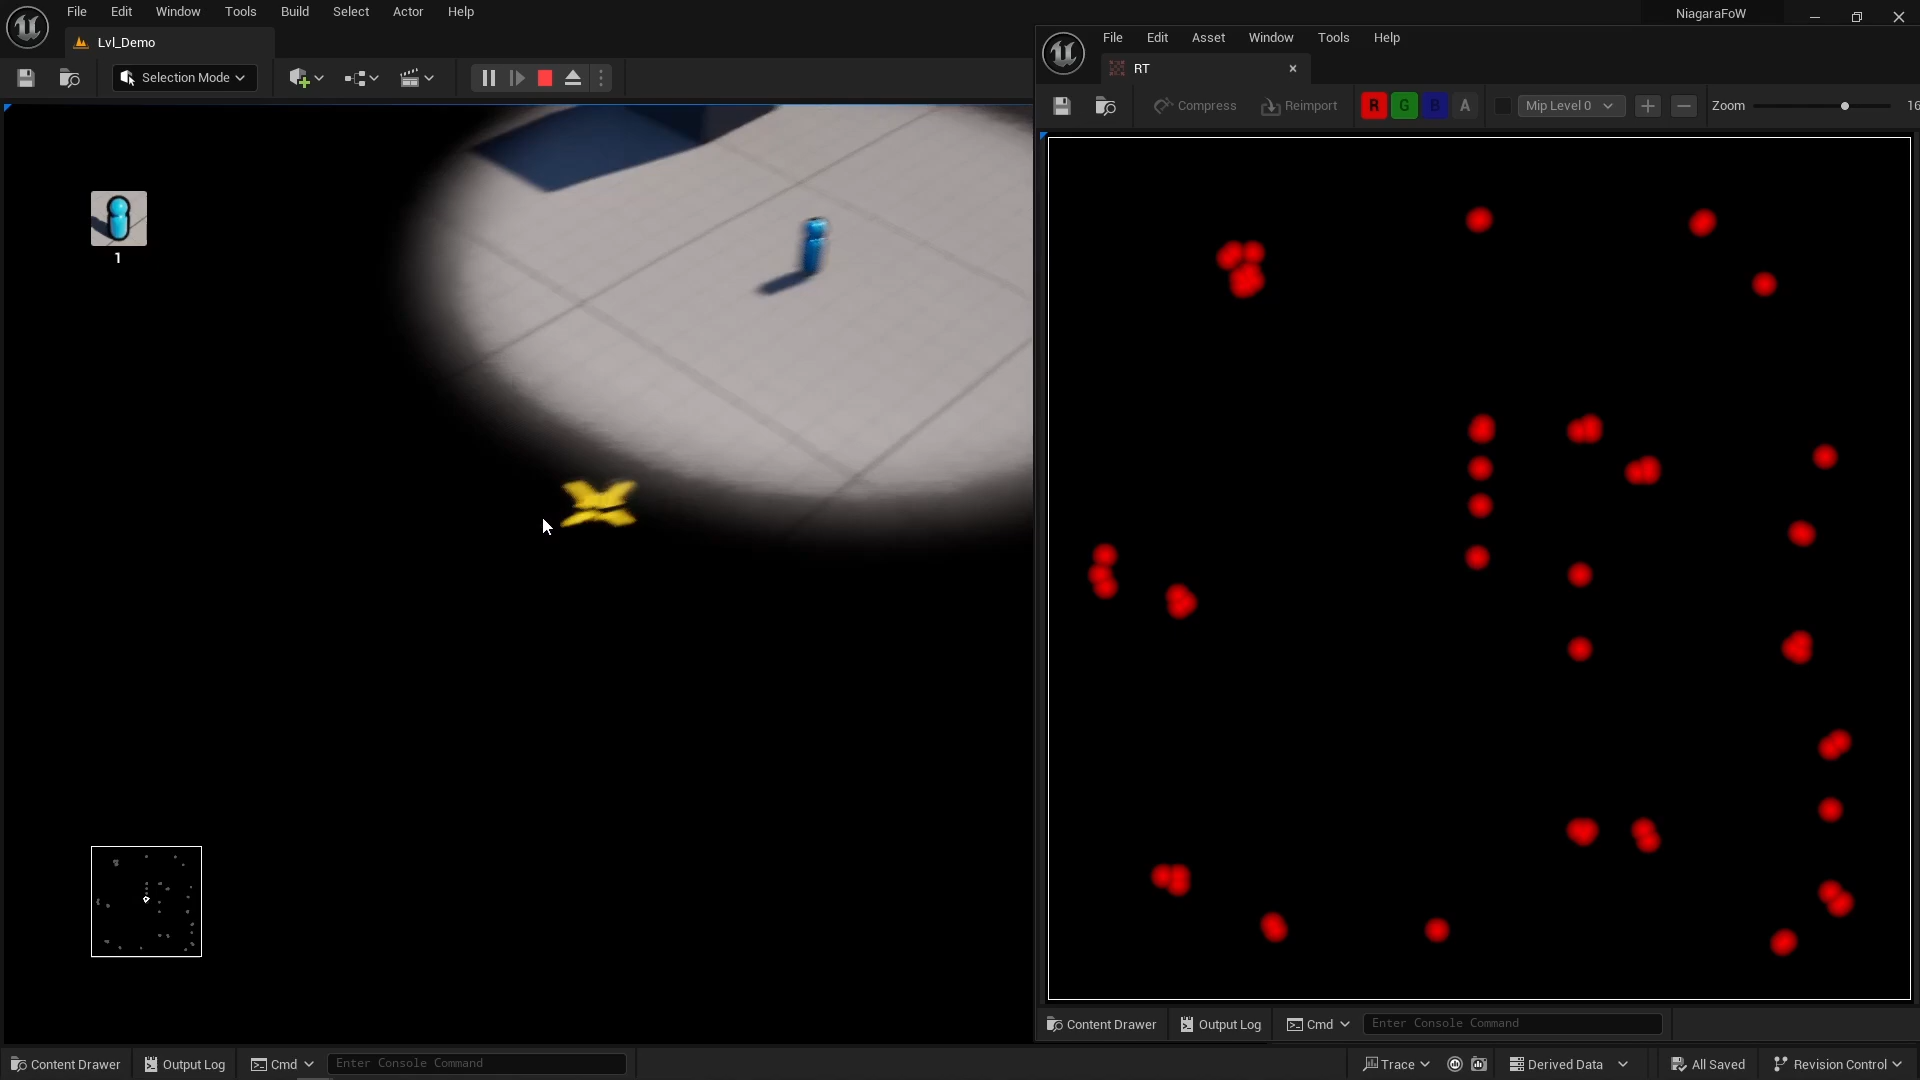 File Edit Window Tools Build Select Actor Help
NiagaraFoW
Lvl_Demo
Selection Mode
1
Content Drawer Output Log Cmd Enter Console Command
File Edit Asset Window Tools Help
RT
Compress Reimport R G B A Mip Level 0 Zoom 16
Content Drawer Output Log Cmd Enter Console Command
Trace Derived Data All Saved Revision Control